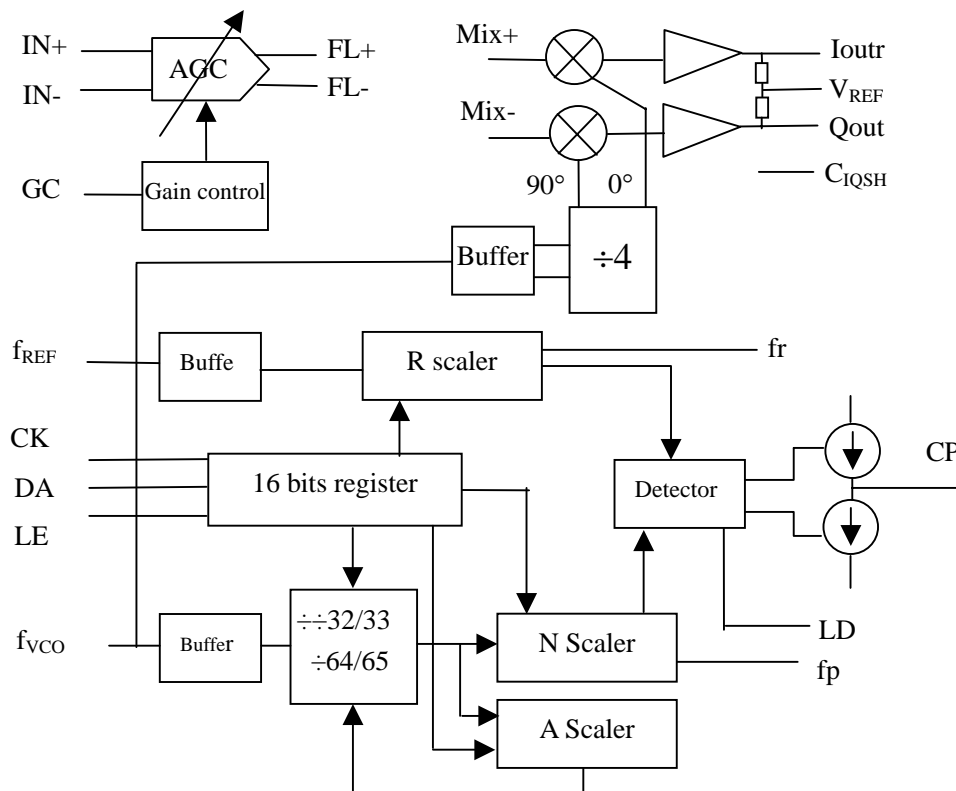 IN+
IN-
AGC
FL+
FL-
GC
Gain control
Mix+
Mix-
Ioutr
VREF
Qout
CIQSH
90°
0°
Buffer
÷4
fREF
Buffe
R scaler
fr
CK
DA
LE
16 bits register
Detector
CP
fVCO
Buffer
÷÷32/33
÷64/65
N Scaler
LD
fp
A Scaler